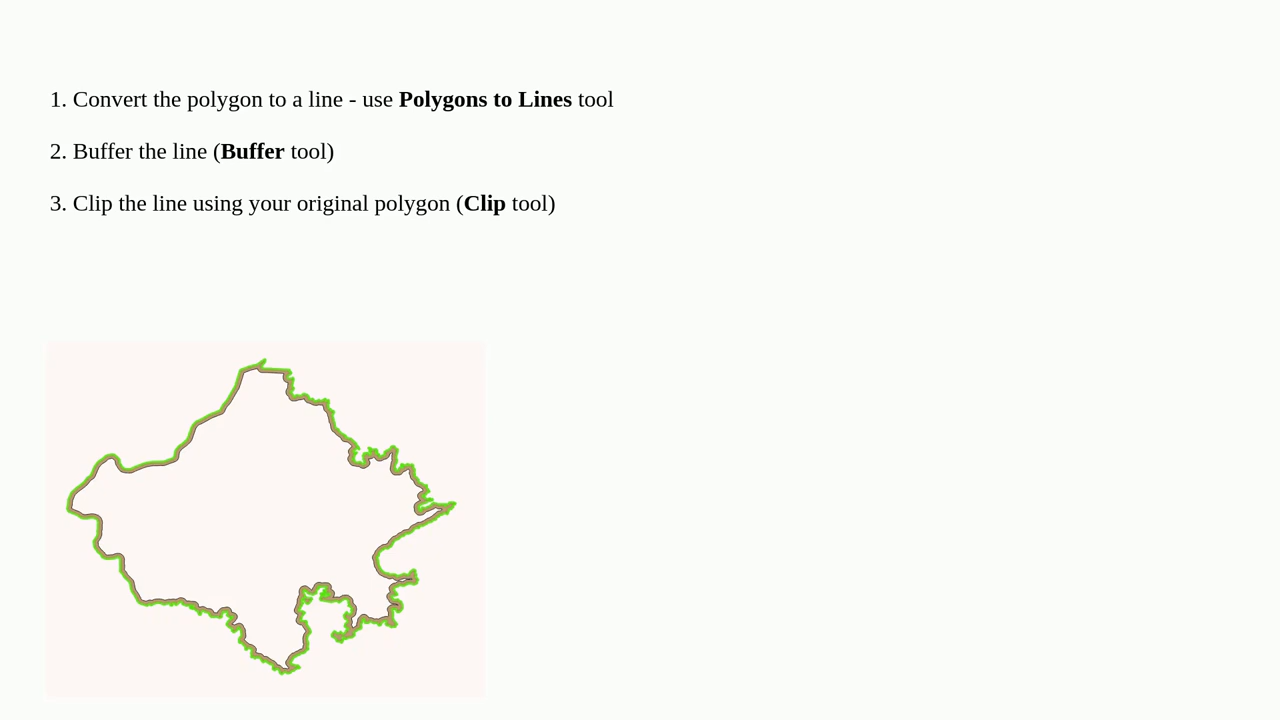 1. Convert the polygon to a line - use Polygons to Lines tool
2. Buffer the line (Buffer tool)
3. Clip the line using your original polygon (Clip tool)